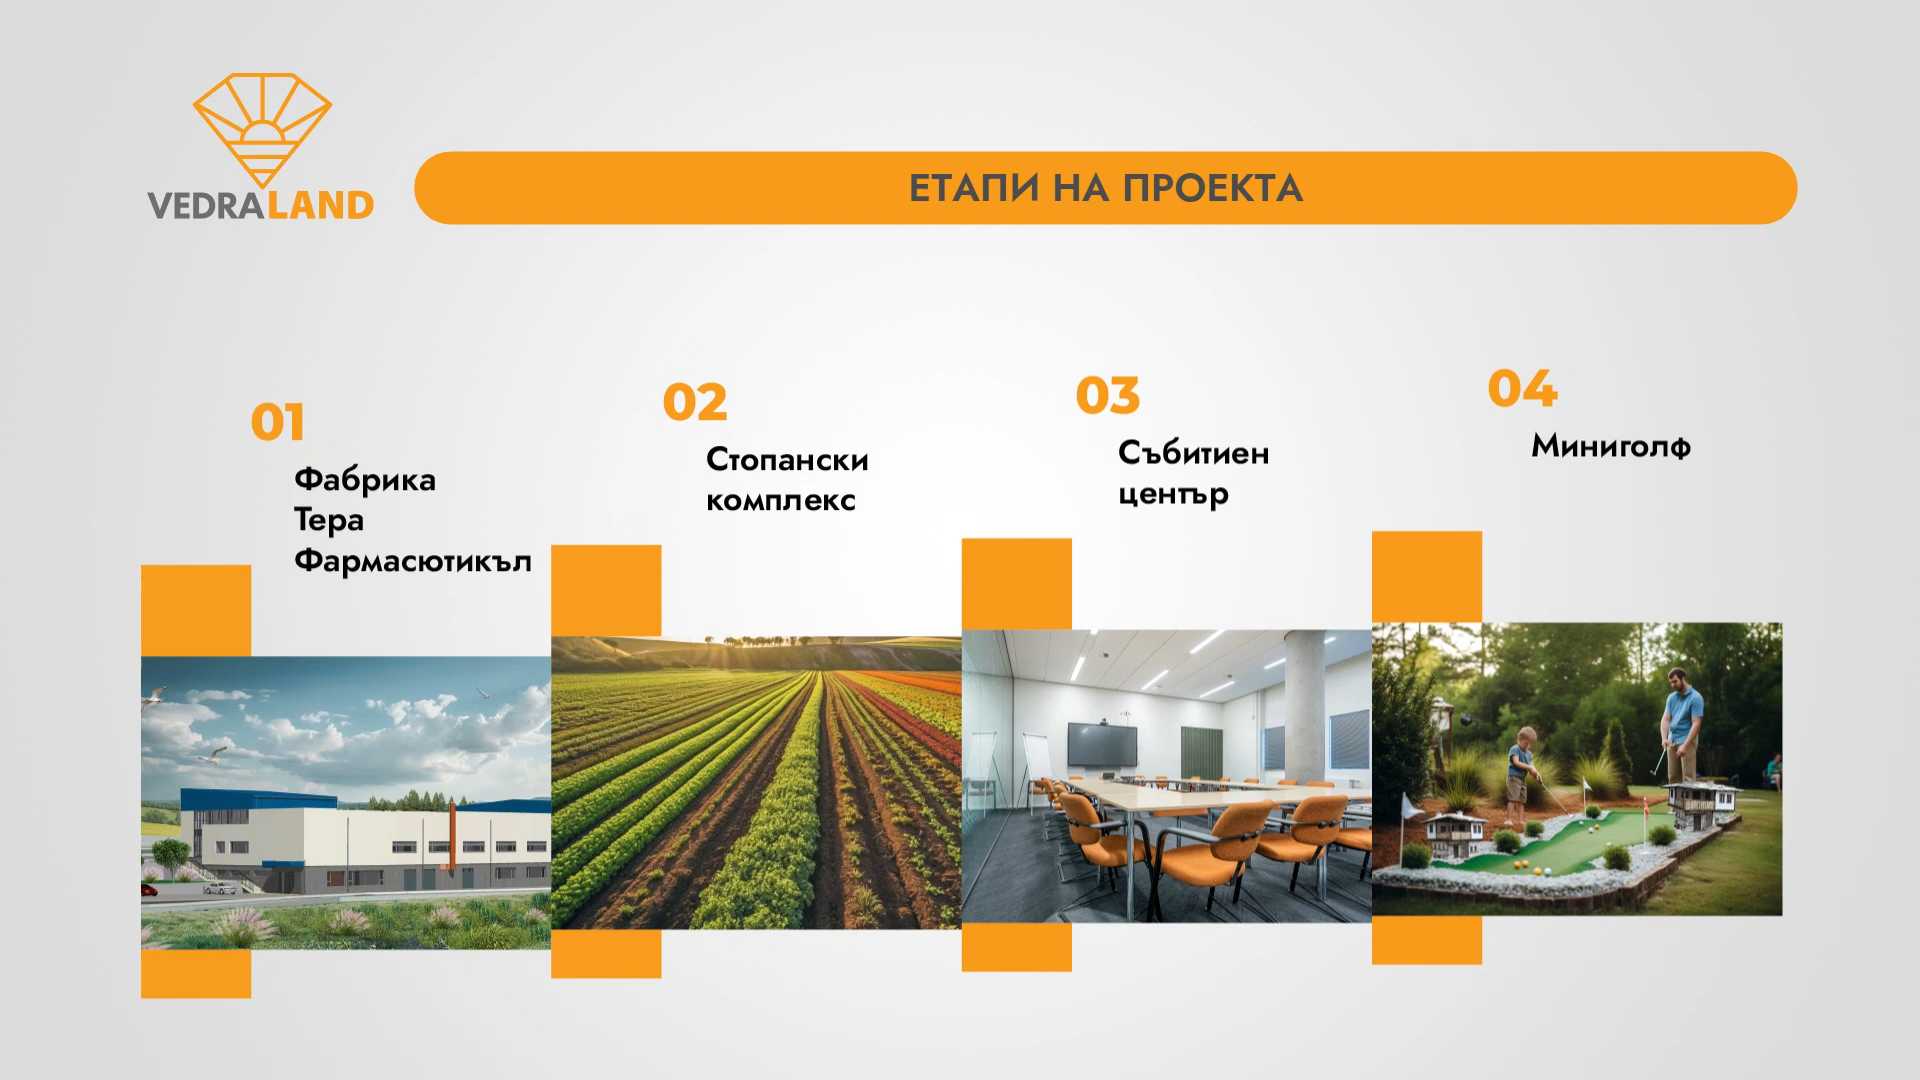 VEDRALAND
ЕТАПИ НА ПРОЕКТА
01
Фабрика
Тера
Фармасютикъл
02
Стопански
комплекс
03
Събитиен
център
04
Миниголф